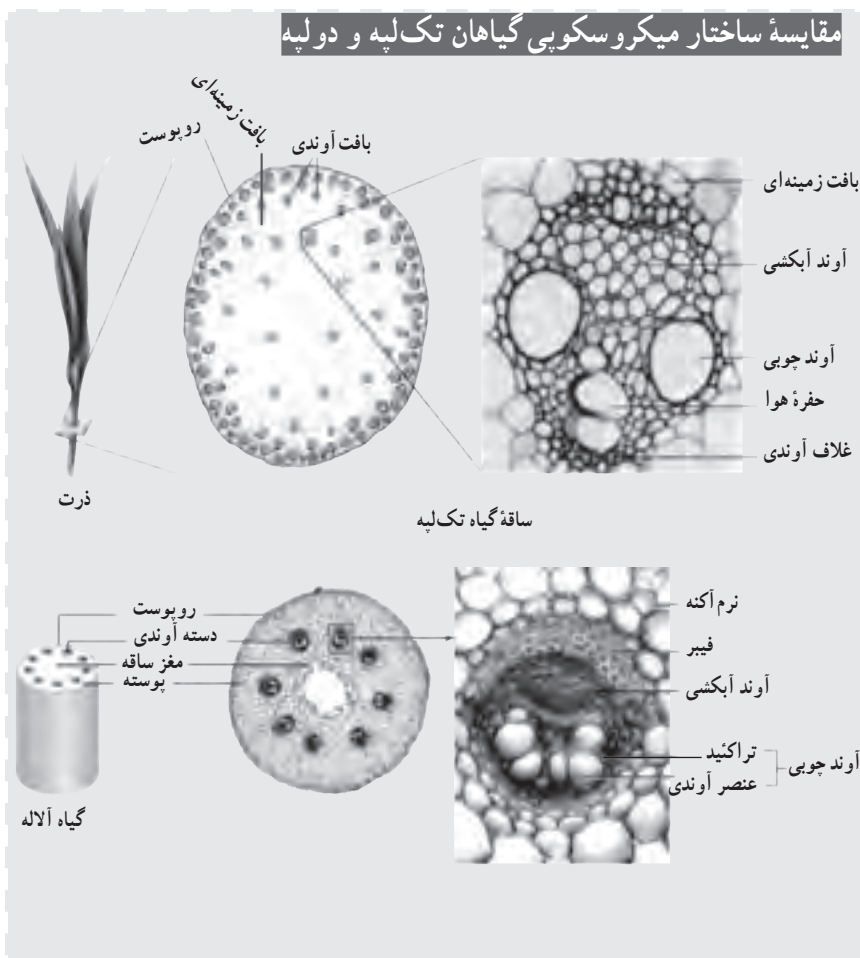 مقایسهٔ ساختار میکروسکوپی گیاهان تک‌لپه و دولپه
بافت زمینه‌ای
روپوست
بافت آوندی
بافت زمینه‌ای
آوند آبکشی
آوند چوبی
حفرهٔ هوا
غلاف آوندی
ذرت
ساقهٔ گیاه تک‌لپه
روپوست
دسته آوندی
مغز ساقه
پوسته
گیاه آلاله
نرم آکنه
فیبر
آوند آبکشی
تراکئید
عنصر آوندی
آوند چوبی